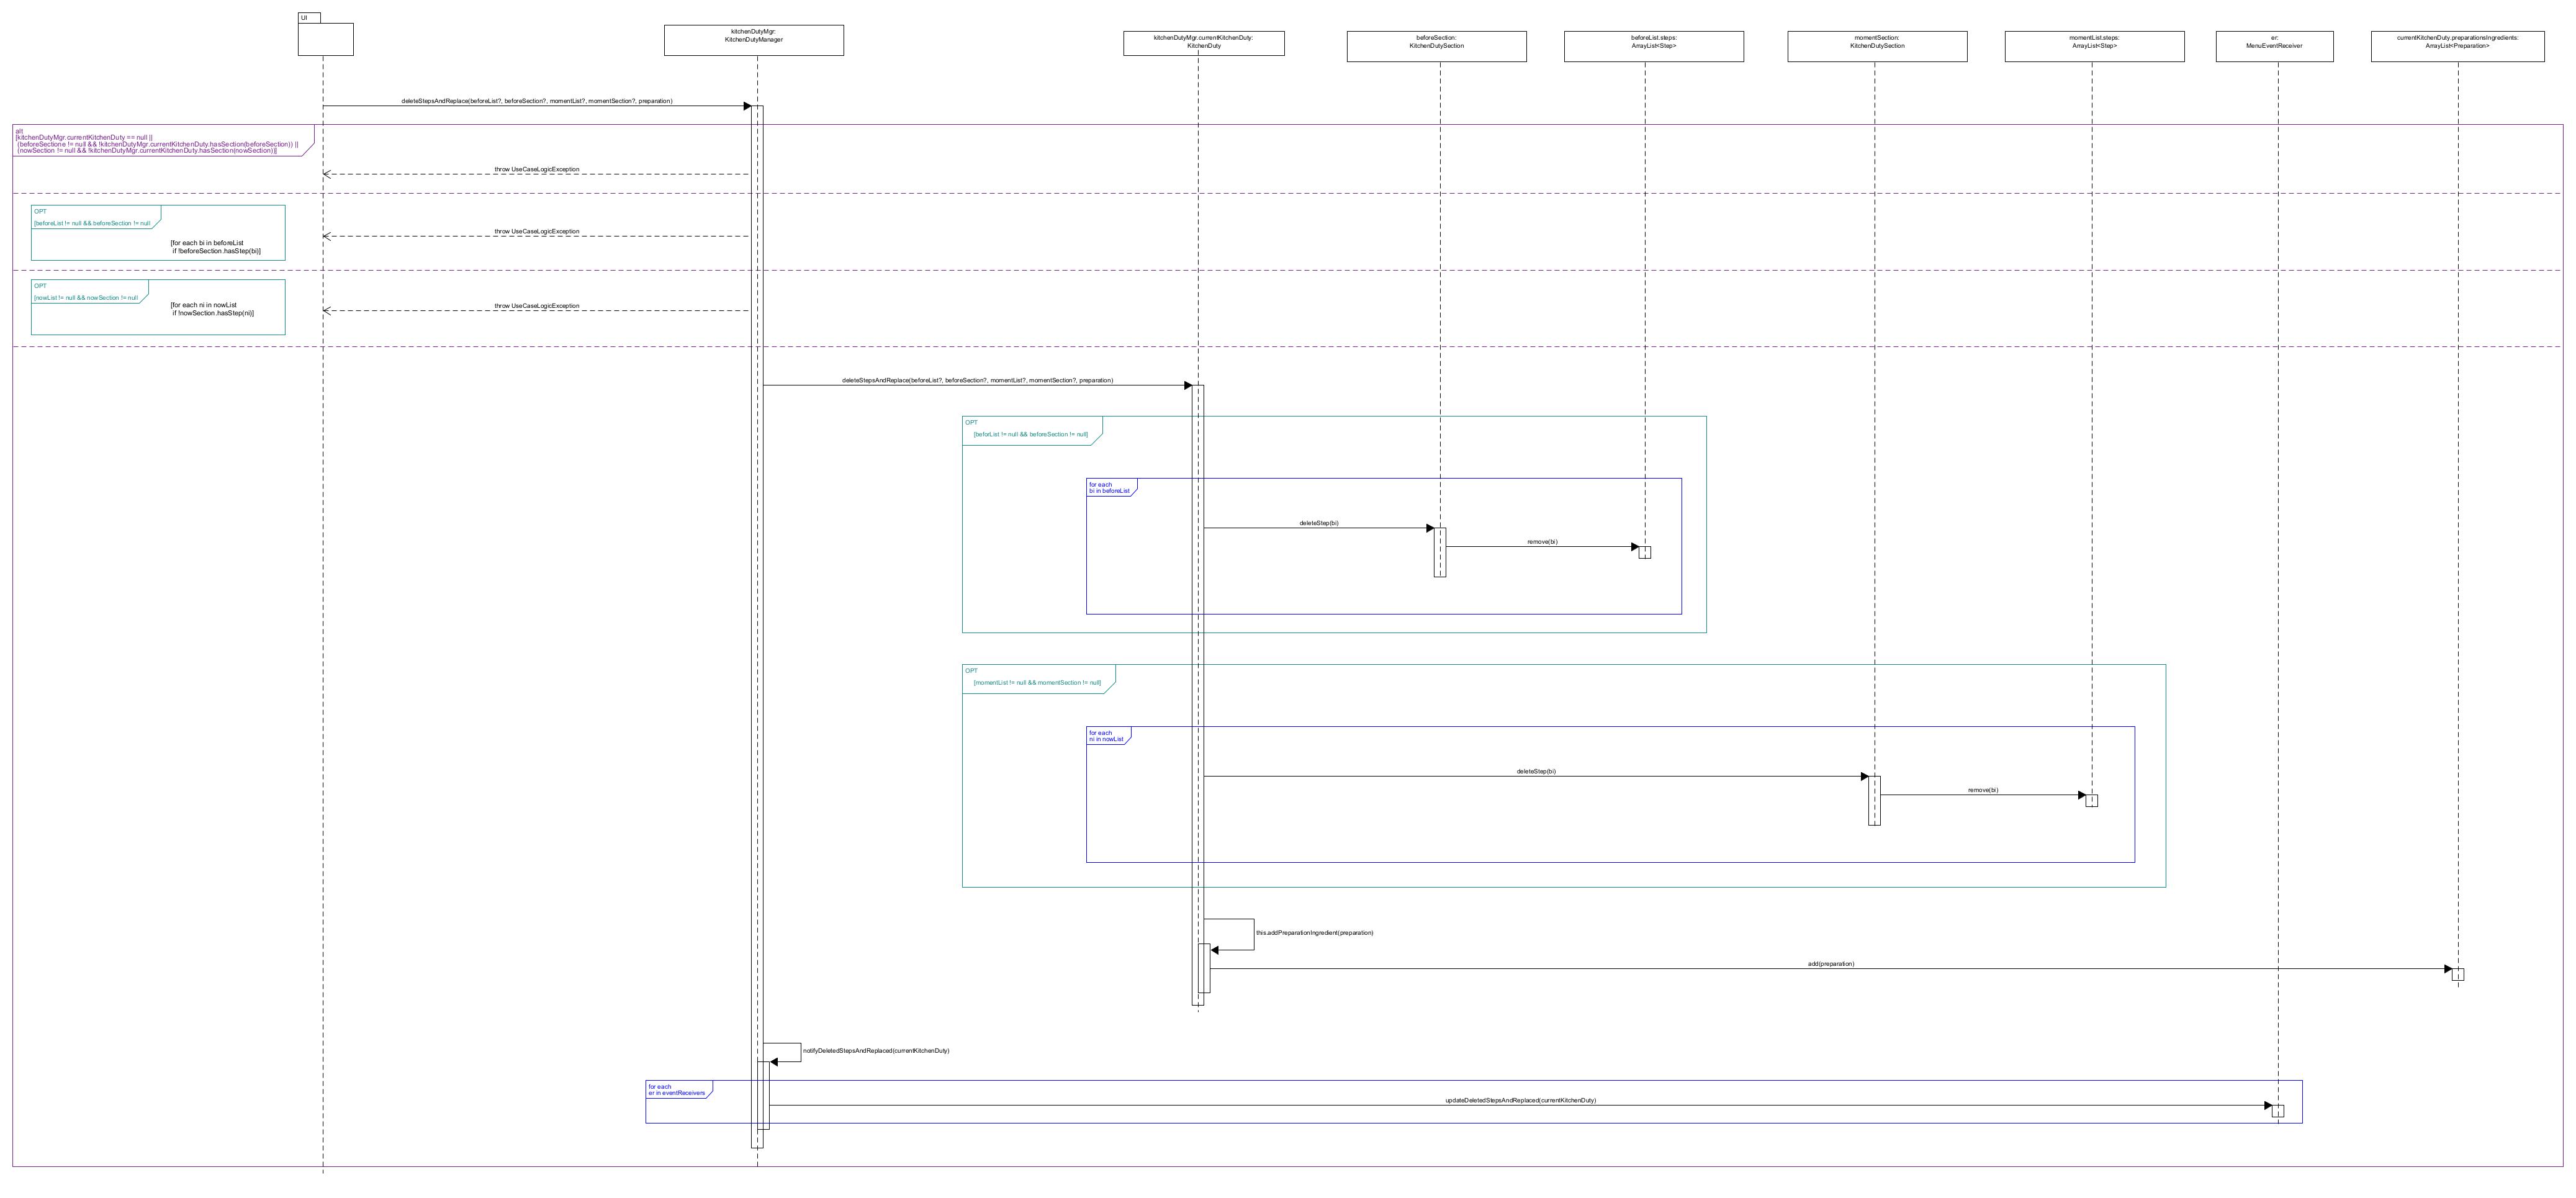 UI
kitchenDutyMgr:
KitchenDutyManager
kitchenDutyMgr.currentKitchenDuty:
KitchenDuty
beforeSection:
KitchenDutySection
beforeList.steps:
ArrayList<Step>
momentSection:
KitchenDutySection
momentList.steps:
ArrayList<Step>
er:
MenuEventReceiver
currentKitchenDuty.preparationsIngredients:
ArrayList<Preparation>
deleteStepsAndReplace(beforeList?, beforeSection?, momentList?, momentSection?, preparation)
alt
[kitchenDutyMgr.currentKitchenDuty == null ||
(beforeSectione != null && !kitchenDutyMgr.currentKitchenDuty.hasSection(beforeSection)) ||
(nowSection != null && !kitchenDutyMgr.currentKitchenDuty.hasSection(nowSection)]
throw UseCaseLogicException
OPT
[beforeList != null && beforeSection != null
[for each bi in beforeList
if !beforeSection.hasStep(bi)]
throw UseCaseLogicException
OPT
[nowList != null && nowSection != null
[for each ni in nowList
if !nowSection.hasStep(ni)]
throw UseCaseLogicException
deleteStepsAndReplace(beforeList?, beforeSection?, momentList?, momentSection?, preparation)
OPT
[beforList != null && beforeSection != null]
for each
bi in beforeList
deleteStep(bi)
remove(bi)
OPT
[momentList != null && momentSection != null]
for each
ni in nowList
deleteStep(bi)
remove(bi)
this.addPreparationIngredient(preparation)
add(preparation)
notifyDeletedStepsAndReplaced(currentKitchenDuty)
for each
er in eventReceivers
updateDeletedStepsAndReplaced(currentKitchenDuty)